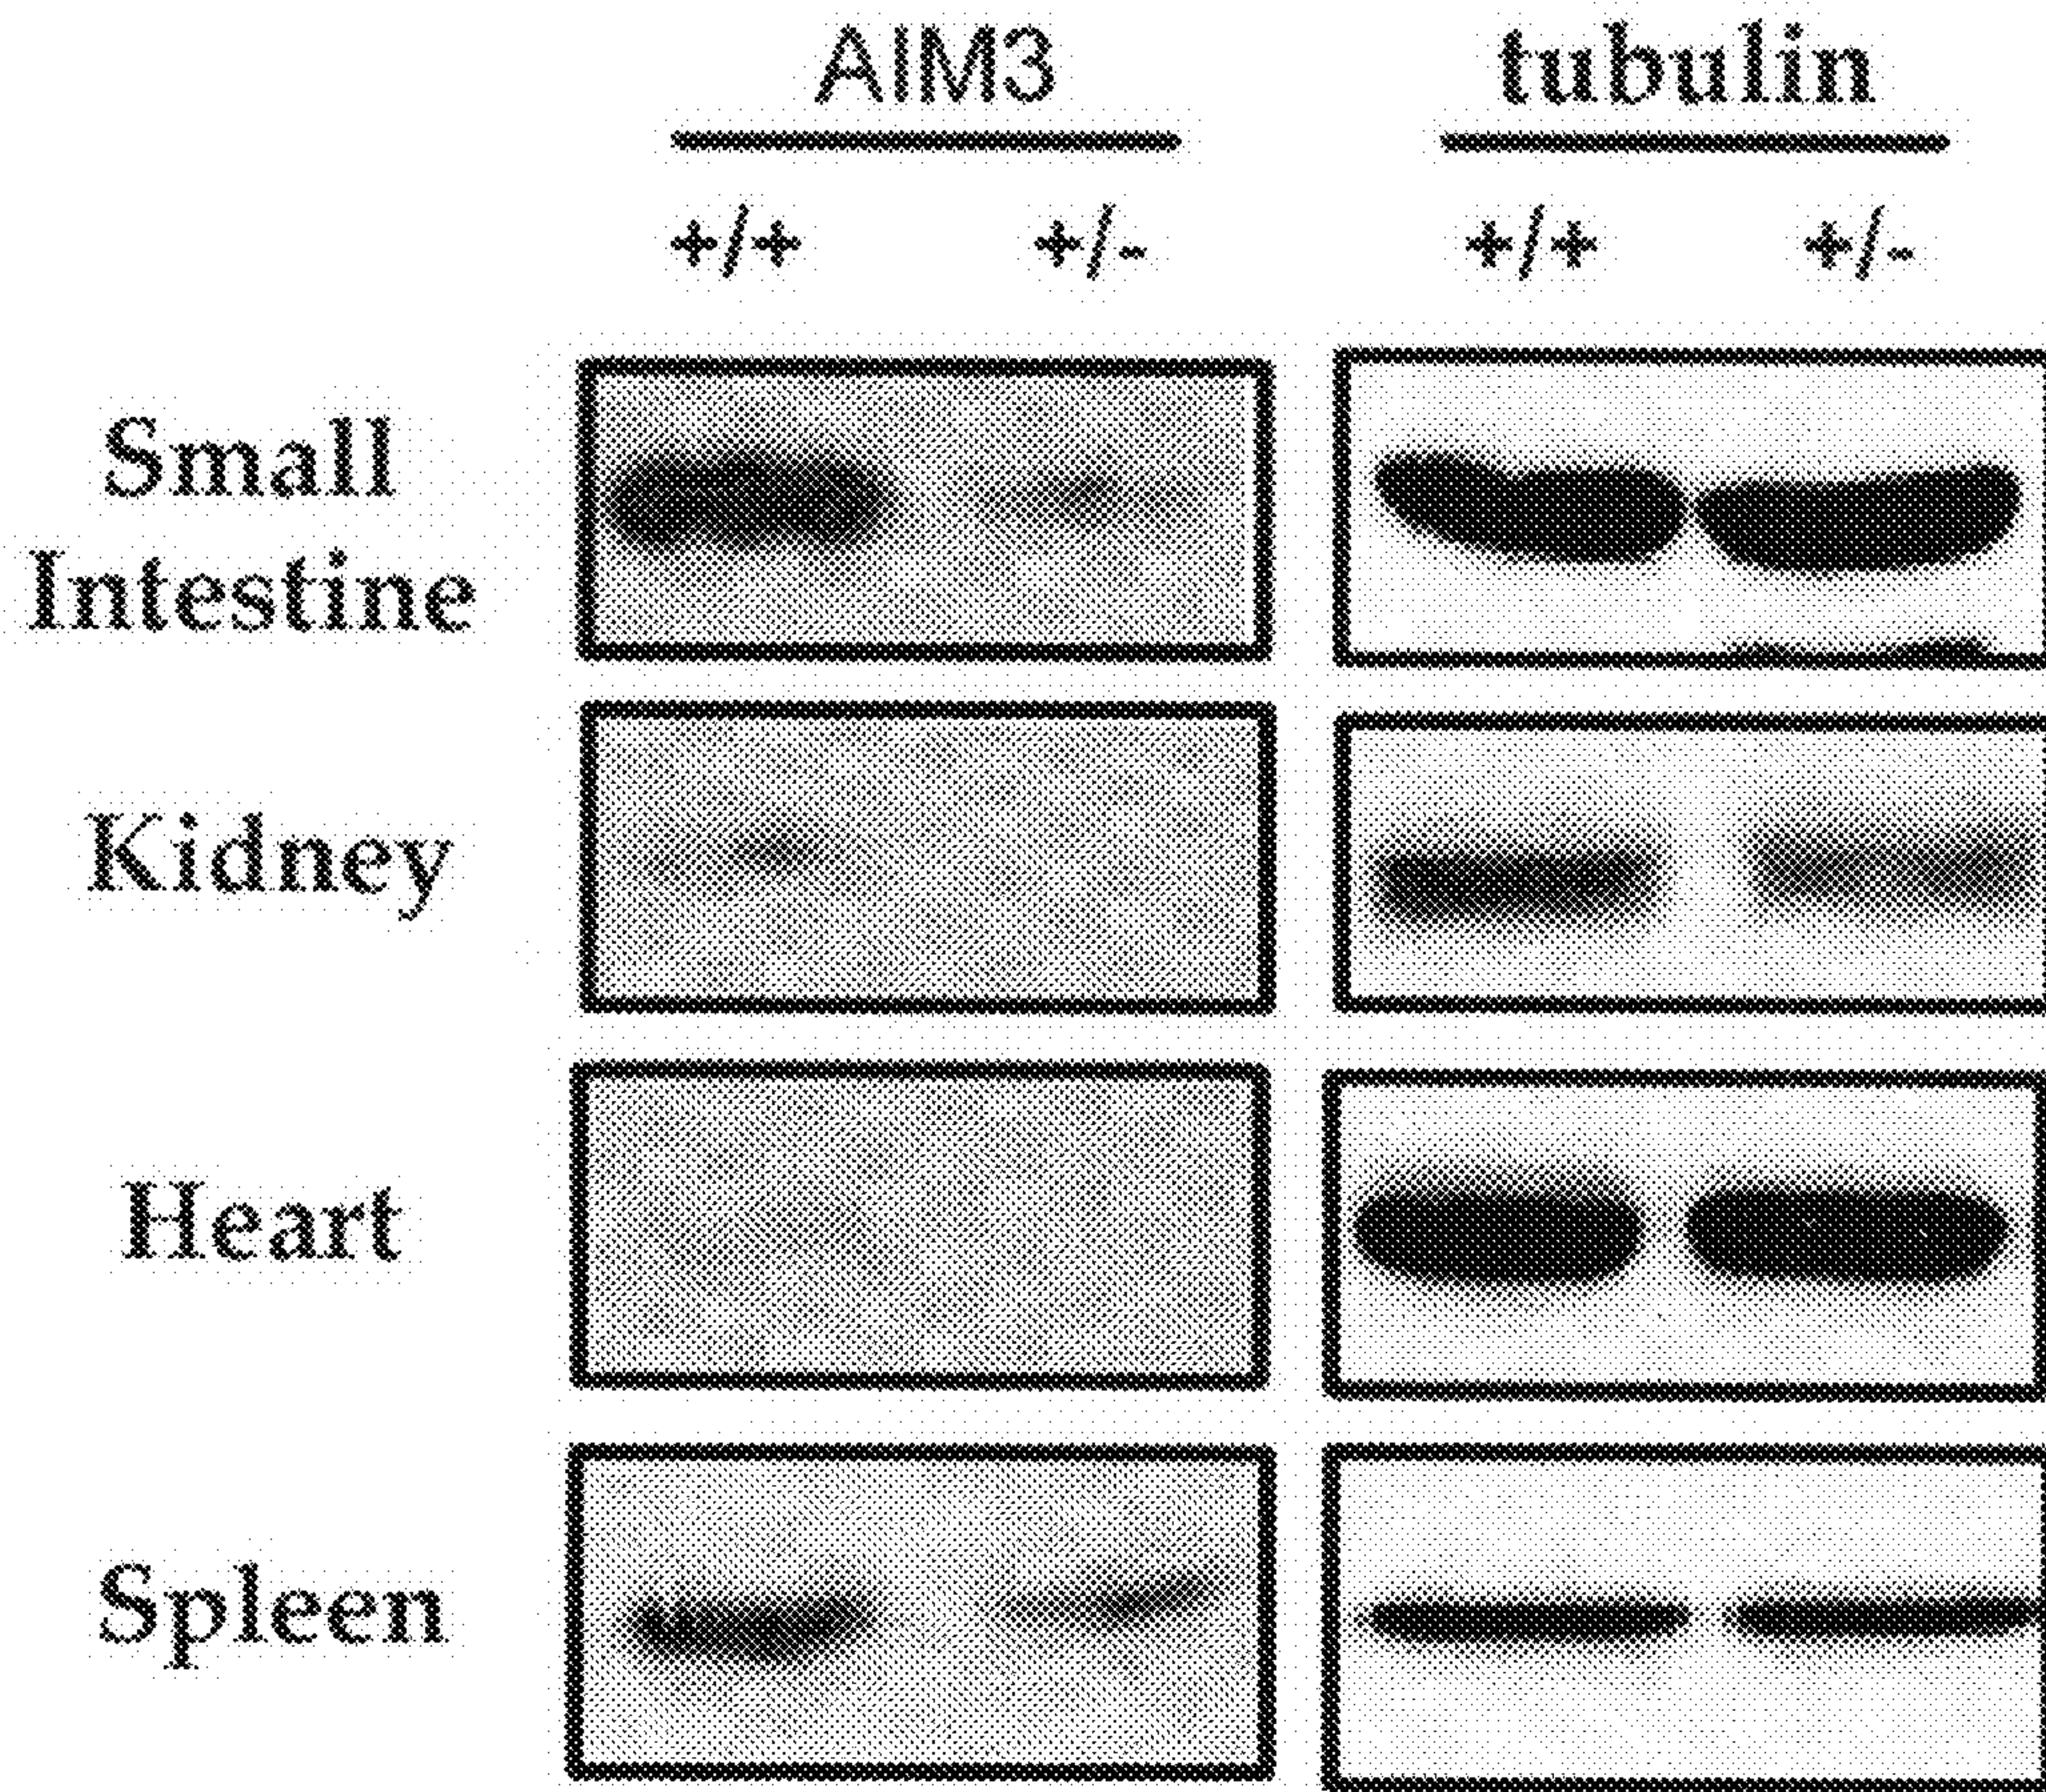 AIM3 tubulin
+/+ +/- +/+ +/-
Small
Intestine
Kidney
Heart
Spleen